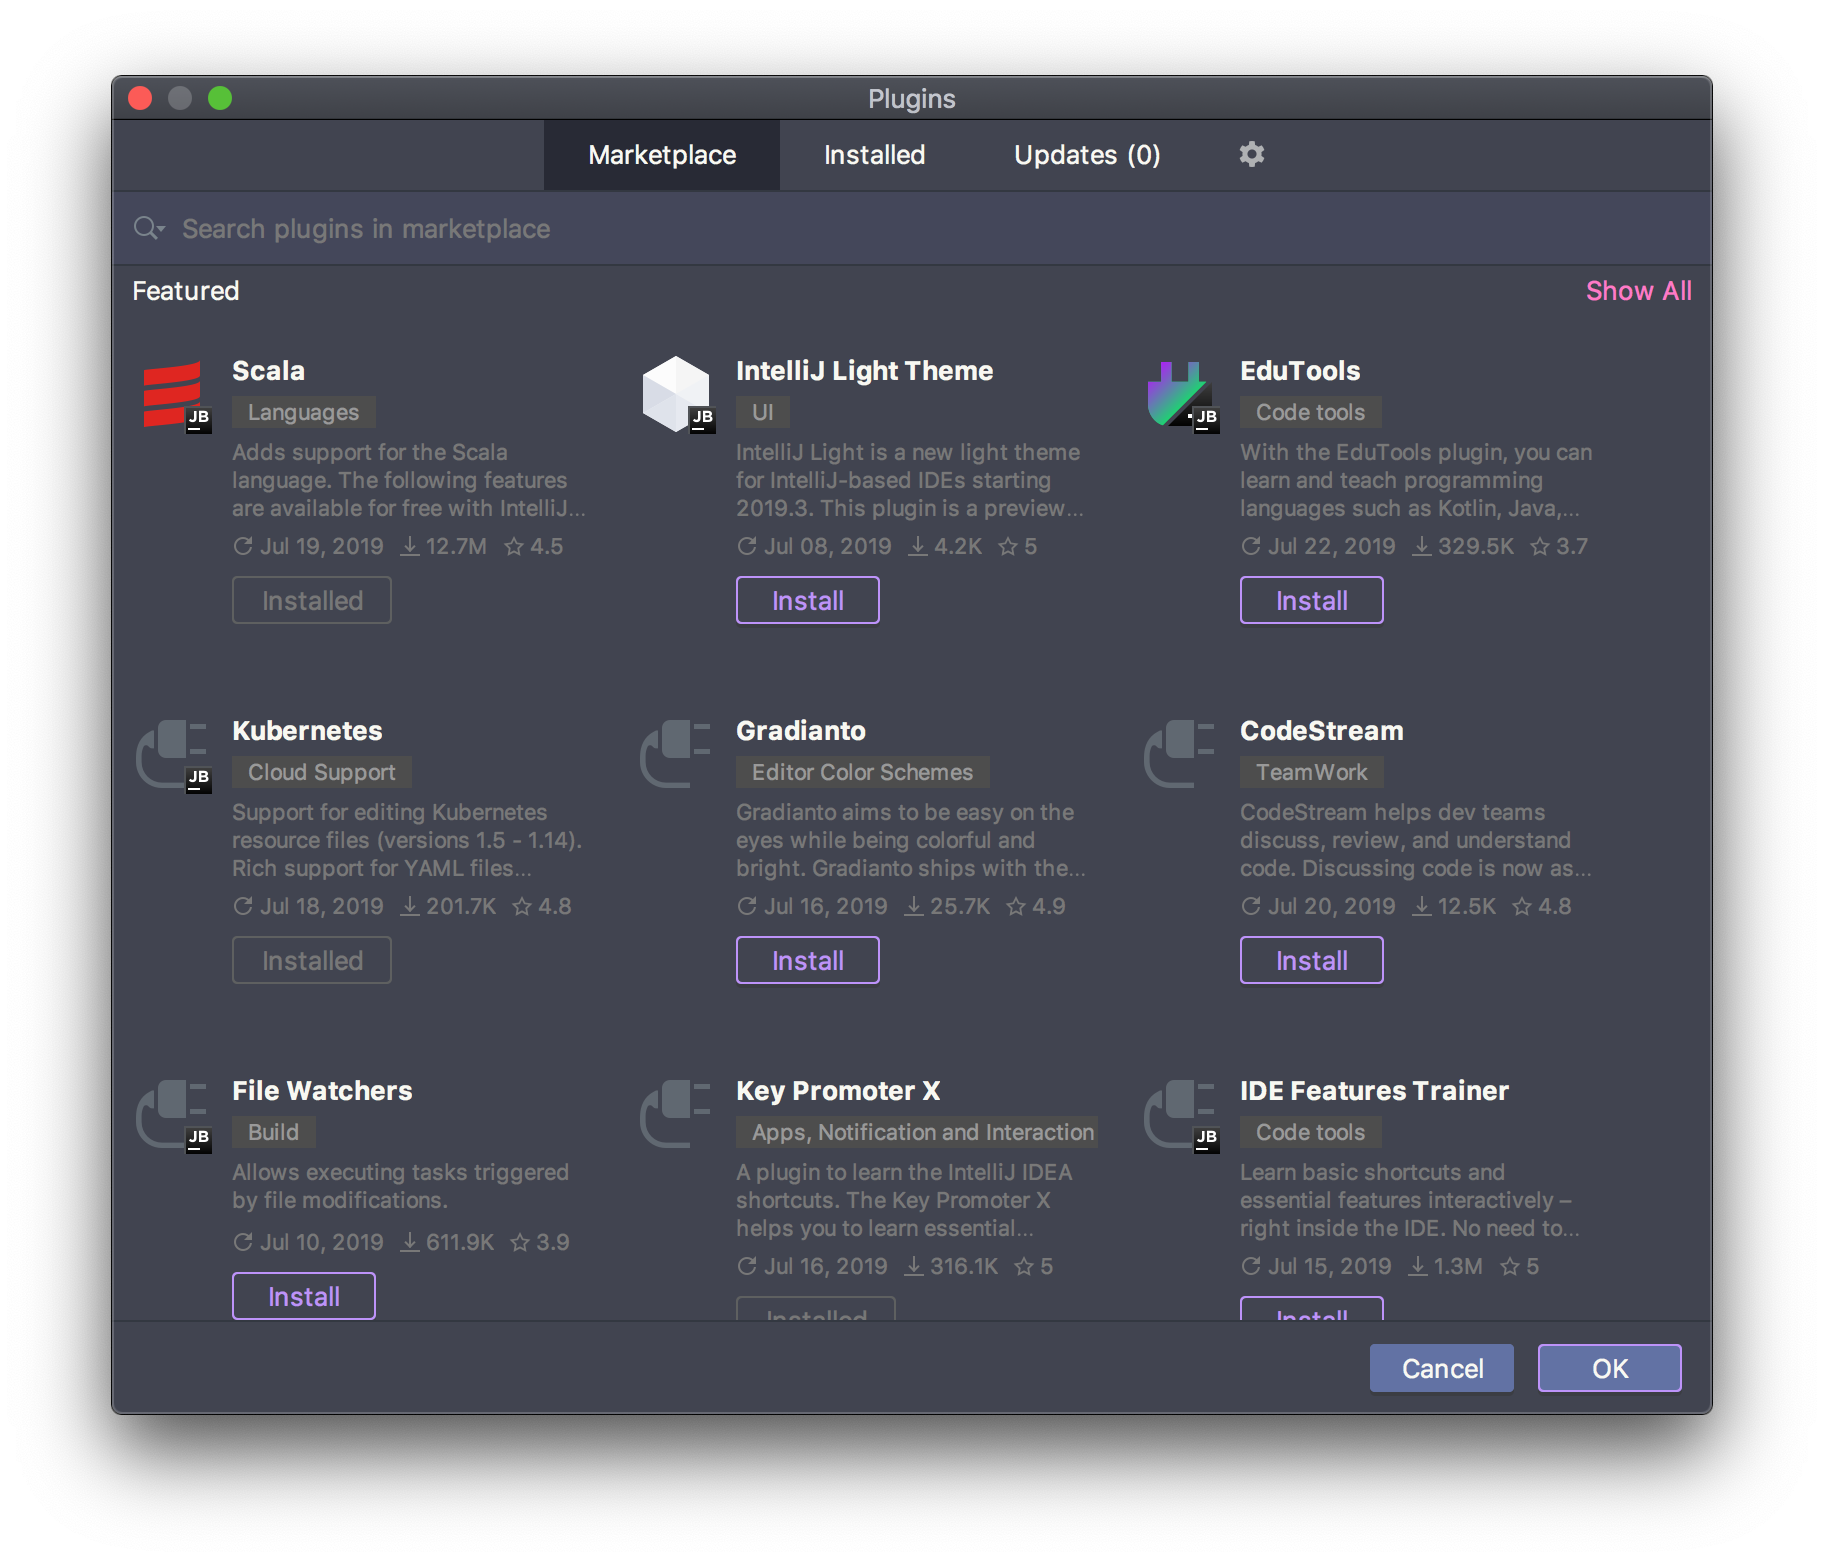 Plugins
Marketplace
Installed
Updates (0)
Search plugins in marketplace
Featured
Show All
Scala
JB
Languages
Adds support for the Scala
language. The following features
are available for free with IntelliJ...
Jul 19, 2019 12.7M 4.5
Installed
IntelliJ Light Theme
JB
UI
IntelliJ Light is a new light theme
for IntelliJ-based IDEs starting
2019.3. This plugin is a preview...
Jul 08, 2019 4.2K 5
Install
EduTools
JB
Code tools
With the EduTools plugin, you can
learn and teach programming
languages such as Kotlin, Java,...
Jul 22, 2019 329.5K 3.7
Install
Kubernetes
JB
Cloud Support
Support for editing Kubernetes
resource files (versions 1.5 - 1.14).
Rich support for YAML files...
Jul 18, 2019 201.7K 4.8
Installed
Gradianto
Editor Color Schemes
Gradianto aims to be easy on the
eyes while being colorful and
bright. Gradianto ships with the...
Jul 16, 2019 25.7K 4.9
Install
CodeStream
TeamWork
CodeStream helps dev teams
discuss, review, and understand
code. Discussing code is now as...
Jul 20, 2019 12.5K 4.8
Install
File Watchers
JB
Build
Allows executing tasks triggered
by file modifications.
Jul 10, 2019 611.9K 3.9
Install
Key Promoter X
Apps, Notification and Interaction
A plugin to learn the IntelliJ IDEA
shortcuts. The Key Promoter X
helps you to learn essential...
Jul 16, 2019 316.1K 5
Installed
IDE Features Trainer
JB
Code tools
Learn basic shortcuts and
essential features interactively –
right inside the IDE. No need to...
Jul 15, 2019 1.3M 5
Install
Cancel
OK